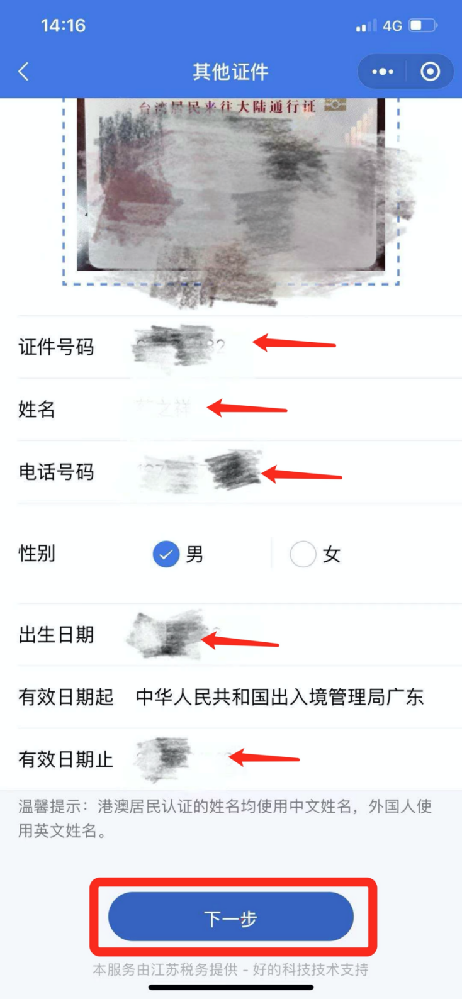 14:16
4G
其他证件
台湾居民来往大陆通行证
证件号码
姓名
电话号码
性别 男 女
出生日期
有效日期起 中华人民共和国出入境管理局广东
有效日期止
温馨提示：港澳居民认证的姓名均使用中文姓名，外国人使
用英文姓名。
下一步
本服务由江苏税务提供 - 好的科技技术支持